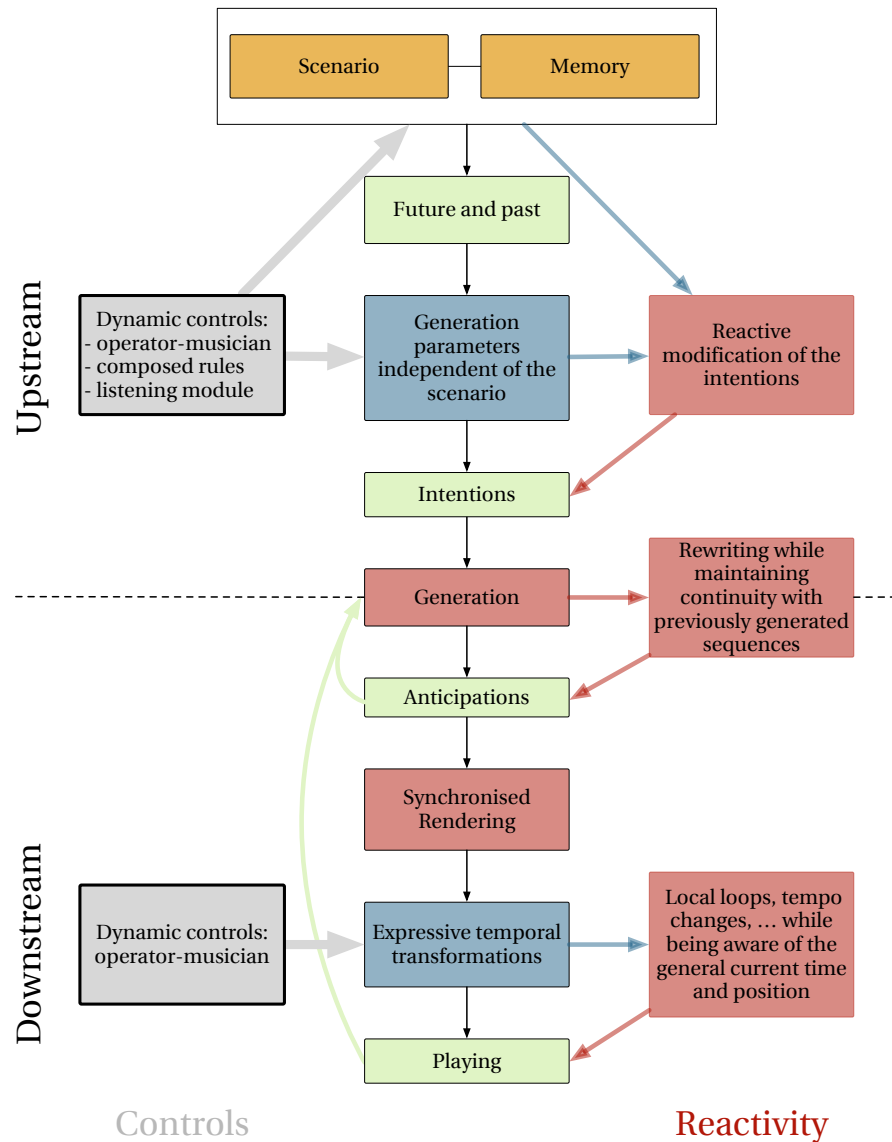 Scenario
Memory
Future and past
Upstream
Dynamic controls:
- operator-musician
- composed rules
- listening module
Generation
parameters
independent of the
scenario
Reactive
modification of the
intentions
Intentions
Generation
Rewriting while
maintaining
continuity with
previously generated
sequences
Anticipations
Synchronised
Rendering
Downstream
Dynamic controls:
operator-musician
Expressive temporal
transformations
Local loops, tempo
changes, … while
being aware of the
general current time
and position
Playing
Controls
Reactivity